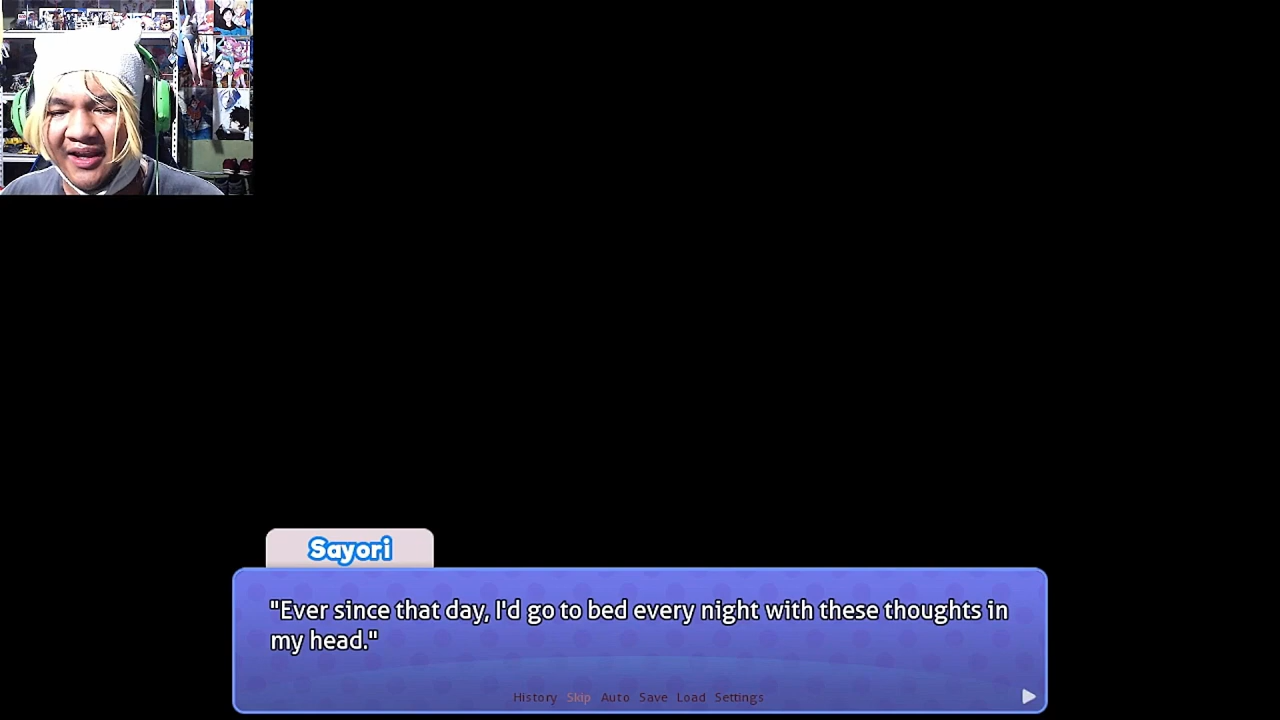 Sayori
"Ever since that day, I'd go to bed every night with these thoughts in
my head."
History Skip Auto Save Load Settings